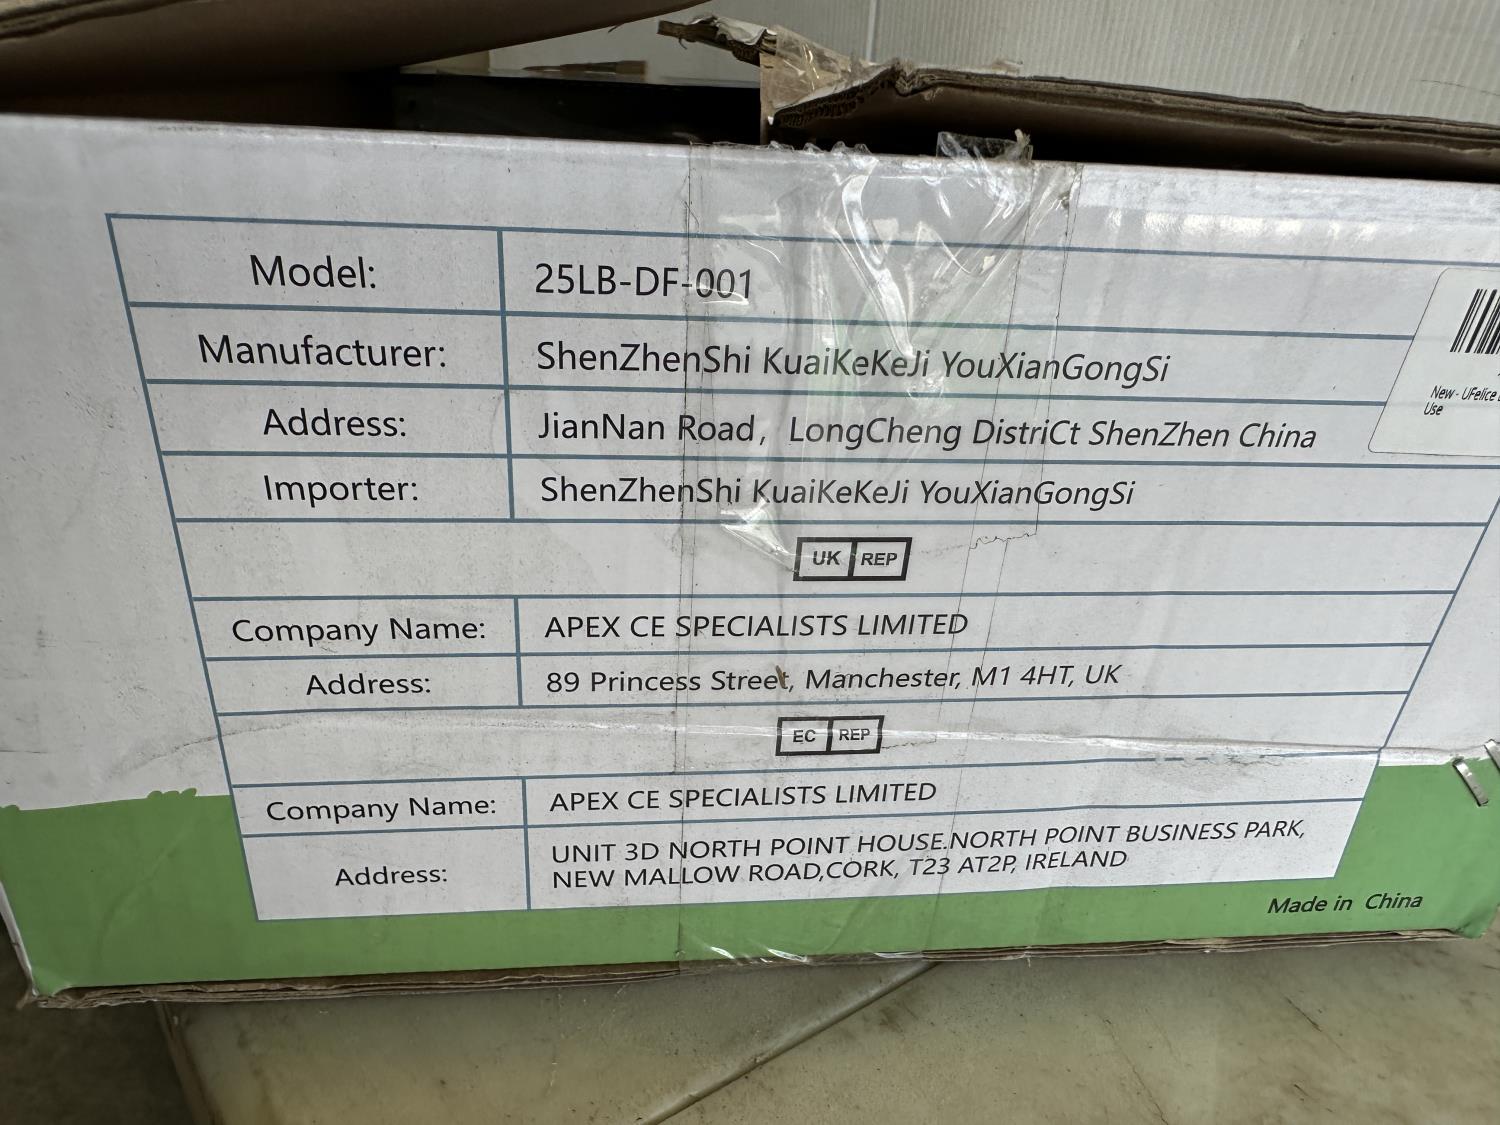 Model: 25LB-DF-001
Manufacturer: ShenZhenShi KuaiKeKeJi YouXianGongSi
Address: JianNan Road, LongCheng DistriCt ShenZhen China
Importer: ShenZhenShi KuaiKeKeJi YouXianGongSi
UK REP
Company Name: APEX CE SPECIALISTS LIMITED
Address: 89 Princess Street, Manchester, M1 4HT, UK
EC REP
Company Name: APEX CE SPECIALISTS LIMITED
Address: UNIT 3D NORTH POINT HOUSE.NORTH POINT BUSINESS PARK,
NEW MALLOW ROAD,CORK, T23 AT2P, IRELAND
Made in China
New - UFelice
Use